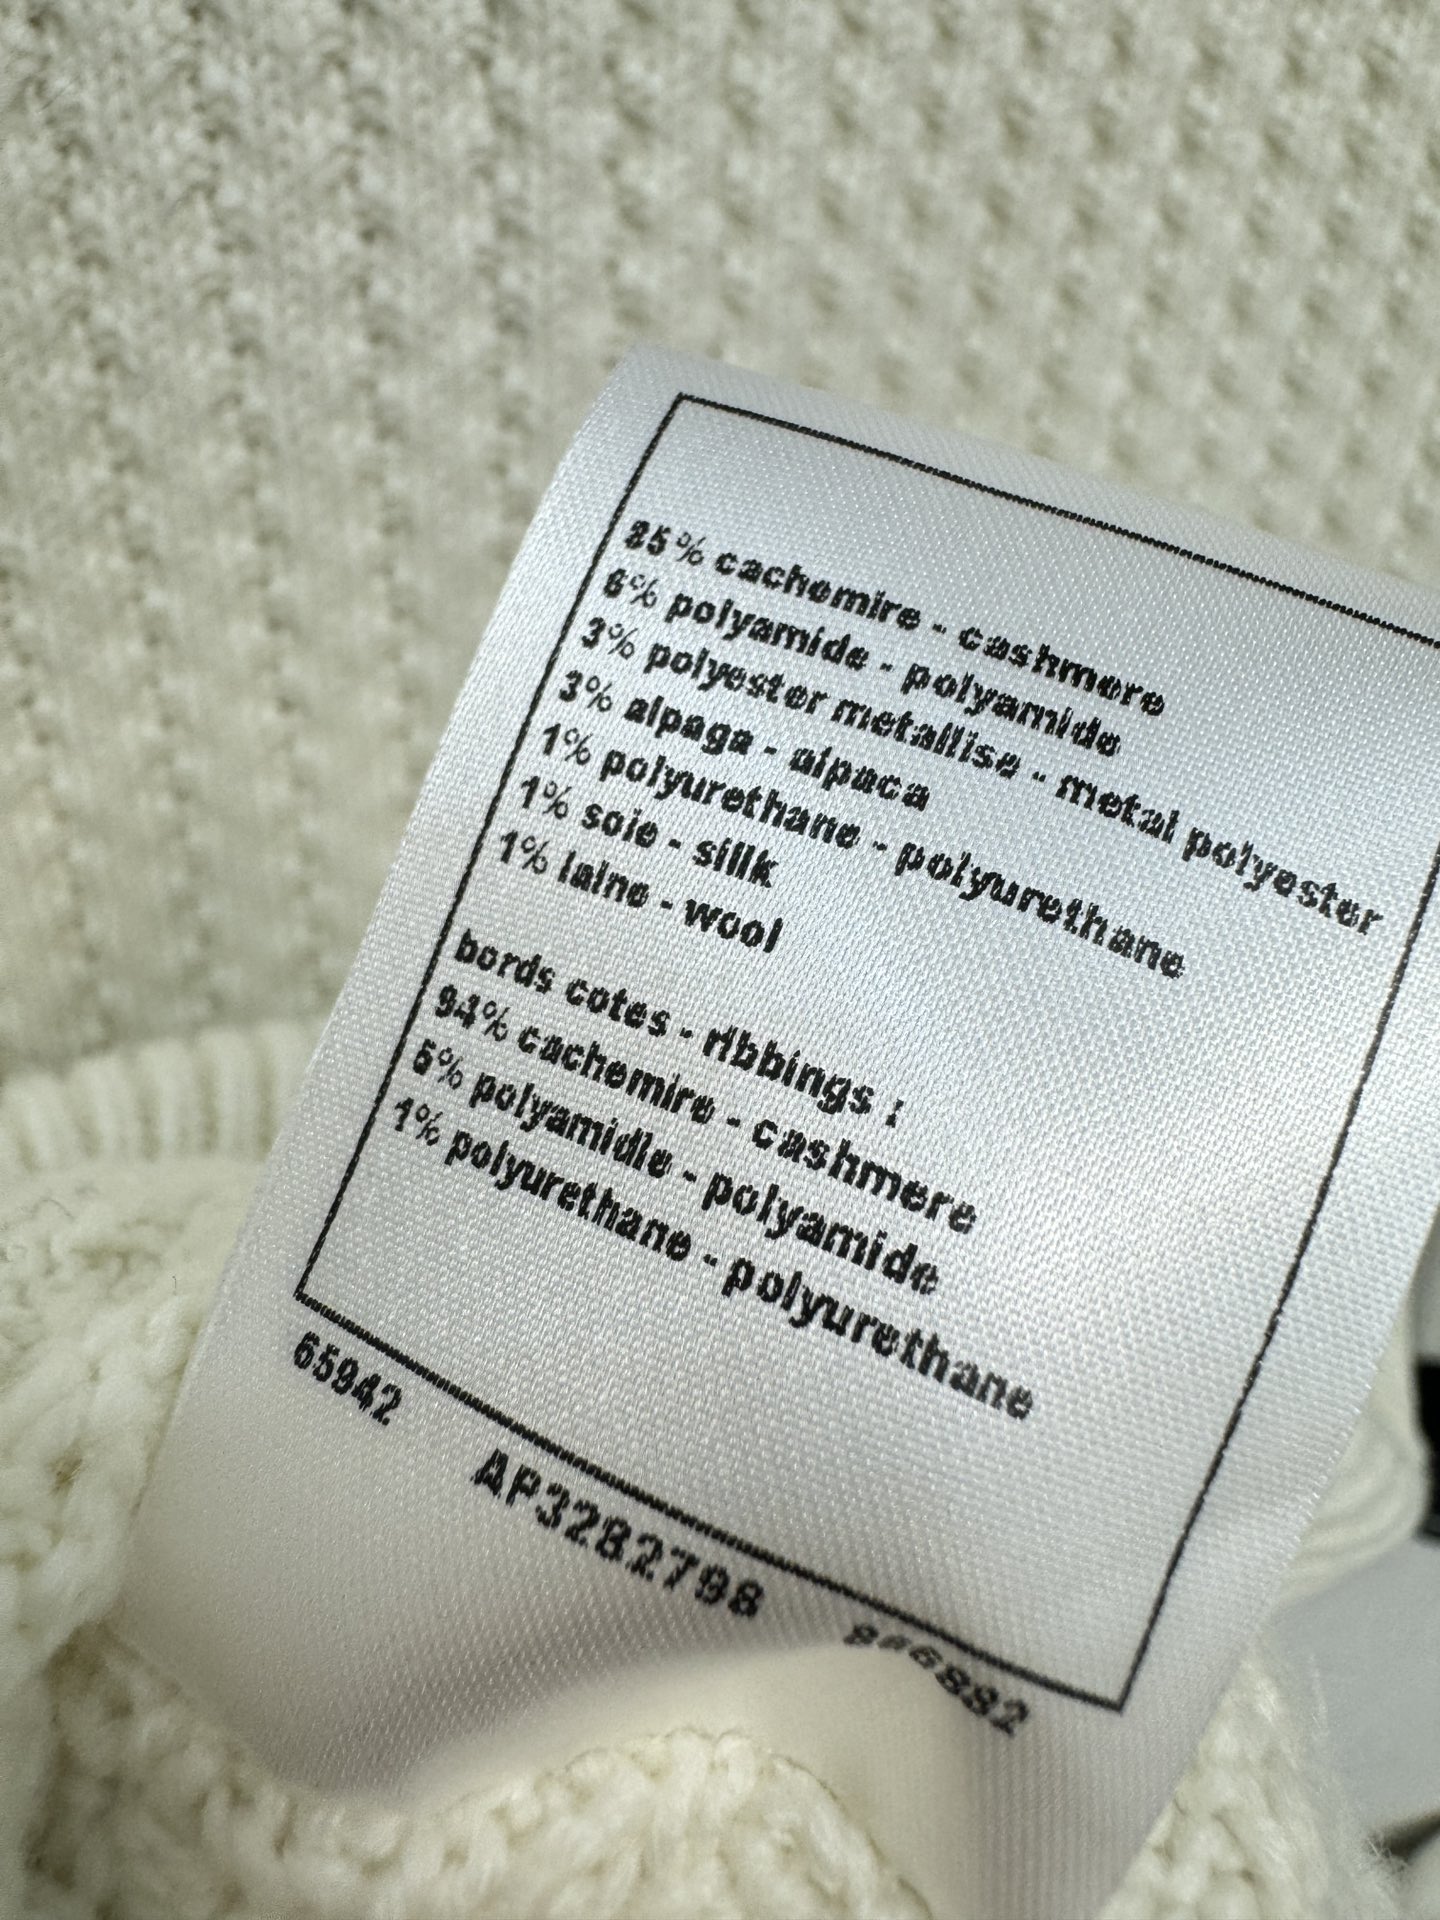 85% cachemire - cashmere
6% polyamide - polyamide
3% polyester metallise - metal polyester
3% alpaga - alpaca
1% polyurethane - polyurethane
1% soie - silk
1% laine - wool
bords cotes - ribbings :
94% cachemire - cashmere
5% polyamide - polyamide
1% polyurethane - polyurethane
65942 AP3282798